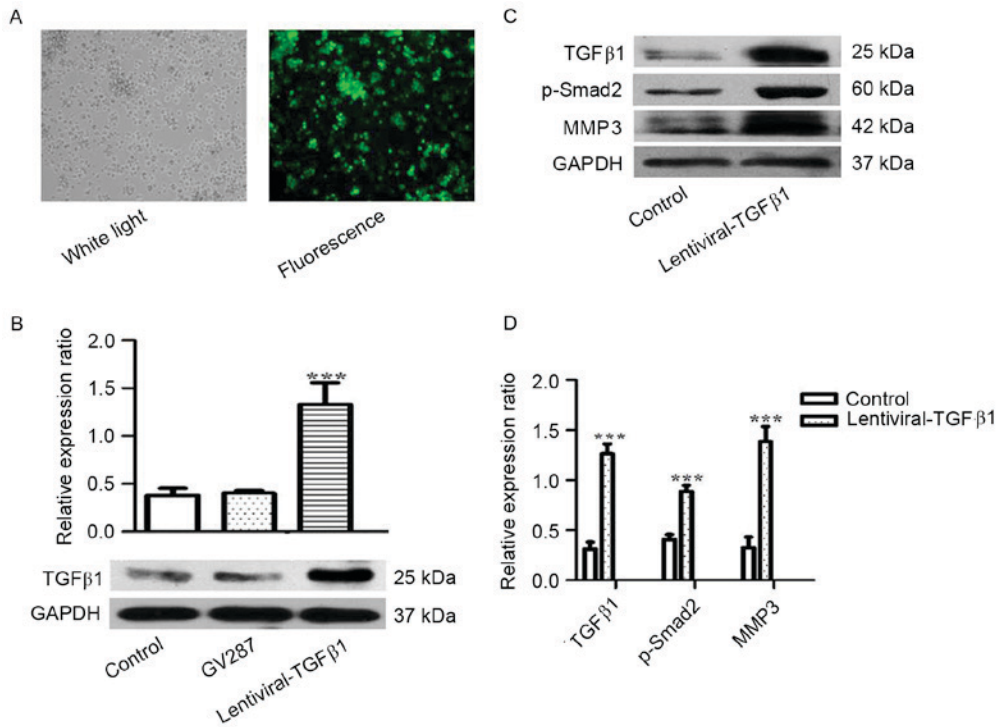 A
White light
Fluorescence
B
Relative expression ratio
2.0
1.5
1.0
0.5
0.0
***
TGFβ1 25 kDa
GAPDH 37 kDa
Control
GV287
Lentiviral-TGFβ1
C
TGFβ1 25 kDa
p-Smad2 60 kDa
MMP3 42 kDa
GAPDH 37 kDa
Control
Lentiviral-TGFβ1
D
Relative expression ratio
2.0
1.5
1.0
0.5
0.0
***
***
***
TGFβ1
p-Smad2
MMP3
Control
Lentiviral-TGFβ1